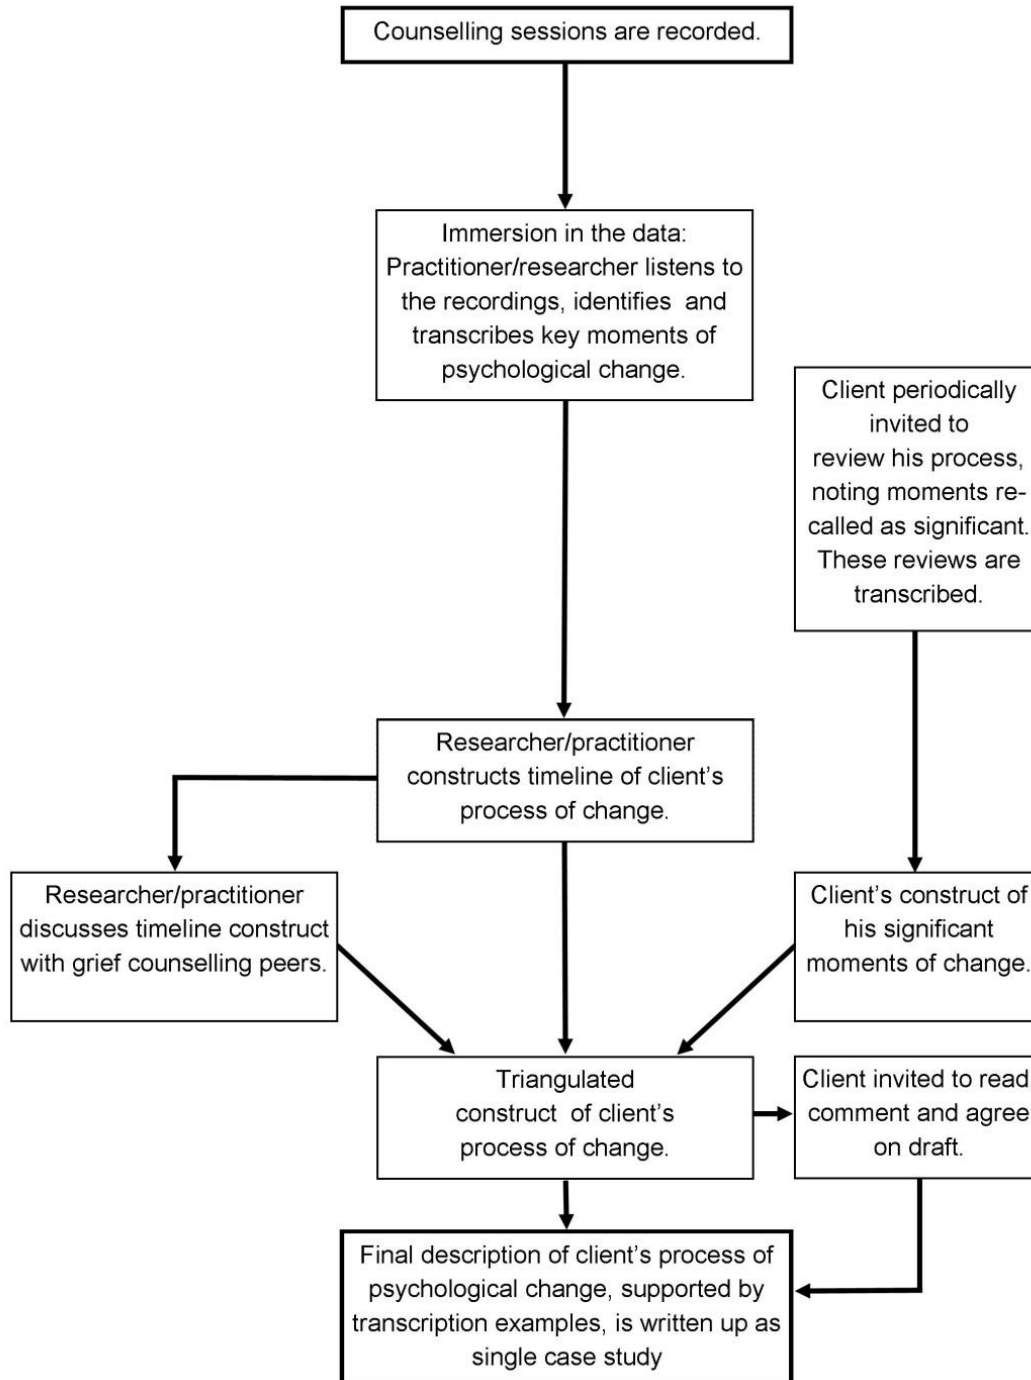 Counselling sessions are recorded.
Immersion in the data:
Practitioner/researcher listens to
the recordings, identifies and
transcribes key moments of
psychological change.
Client periodically
invited to
review his process,
noting moments re-
called as significant.
These reviews are
transcribed.
Researcher/practitioner
constructs timeline of client's
process of change.
Researcher/practitioner
discusses timeline construct
with grief counselling peers.
Client's construct of
his significant
moments of change.
Triangulated
construct of client's
process of change.
Client invited to read,
comment and agree
on draft.
Final description of client's process of
psychological change, supported by
transcription examples, is written up as
single case study